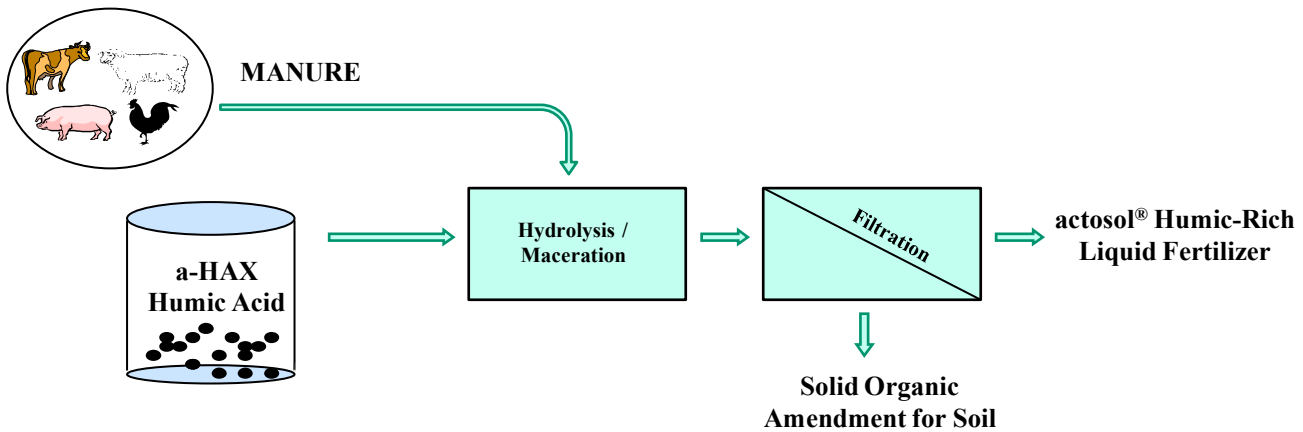 MANURE
a-HAX
Humic Acid
Hydrolysis /
Maceration
Filtration
actosol® Humic-Rich
Liquid Fertilizer
Solid Organic
Amendment for Soil